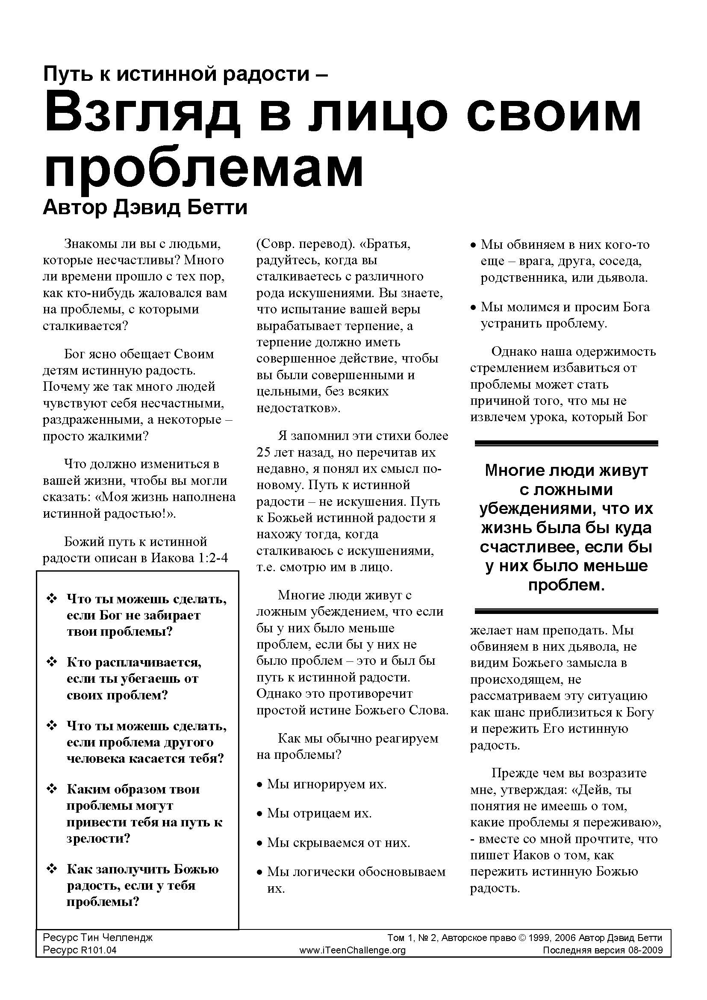 Путь к истинной радости –
Взгляд в лицо своим
проблемам
Автор Дэвид Бетти
Знакомы ли вы с людьми,
которые несчастливы? Много
ли времени прошло с тех пор,
как кто-нибудь жаловался вам
на проблемы, с которыми
сталкивается?
Бог ясно обещает Своим
детям истинную радость.
Почему же так много людей
чувствуют себя несчастными,
раздраженными, а некоторые –
просто жалкими?
Что должно измениться в
вашей жизни, чтобы вы могли
сказать: «Моя жизнь наполнена
истинной радостью!».
Божий путь к истинной
радости описан в Иакова 1:2-4
❖ Что ты можешь сделать,
если Бог не забирает
твои проблемы?
❖ Кто расплачивается,
если ты убегаешь от
своих проблем?
❖ Что ты можешь сделать,
если проблема другого
человека касается тебя?
❖ Каким образом твои
проблемы могут
привести тебя на путь к
зрелости?
❖ Как заполучить Божью
радость, если у тебя
проблемы?
(Совр. перевод). «Братья,
радуйтесь, когда вы
сталкиваетесь с различного
рода искушениями. Вы знаете,
что испытание вашей веры
вырабатывает терпение, а
терпение должно иметь
совершенное действие, чтобы
вы были совершенными и
цельными, без всяких
недостатков».
Я запомнил эти стихи более
25 лет назад, но перечитав их
недавно, я понял их смысл по-
новому. Путь к истинной
радости – не искушения. Путь
к Божьей истинной радости я
нахожу тогда, когда
сталкиваюсь с искушениями,
т.е. смотрю им в лицо.
Многие люди живут с
ложным убеждением, что если
бы у них было меньше
проблем, если бы у них не
было проблем – это и был бы
путь к истинной радости.
Однако это противоречит
простой истине Божьего Слова.
Как мы обычно реагируем
на проблемы?
• Мы игнорируем их.
• Мы отрицаем их.
• Мы скрываемся от них.
• Мы логически обосновываем
их.
• Мы обвиняем в них кого-то
еще – врага, друга, соседа,
родственника, или дьявола.
• Мы молимся и просим Бога
устранить проблему.
Однако наша одержимость
стремлением избавиться от
проблемы может стать
причиной того, что мы не
извлечем урока, который Бог
Многие люди живут
с ложными
убеждениями, что их
жизнь была бы куда
счастливее, если бы
у них было меньше
проблем.
желает нам преподать. Мы
обвиняем в них дьявола, не
видим Божьего замысла в
происходящем, не
рассматриваем эту ситуацию
как шанс приблизиться к Богу
и пережить Его истинную
радость.
Прежде чем вы возразите
мне, утверждая: «Дейв, ты
понятия не имеешь о том,
какие проблемы я переживаю»,
- вместе со мной прочтите, что
пишет Иаков о том, как
пережить истинную Божью
радость.
Ресурс Тин Челлендж Том 1, № 2, Авторское право © 1999, 2006 Автор Дэвид Бетти
Ресурс R101.04 www.iTeenChallenge.org Последняя версия 08-2009